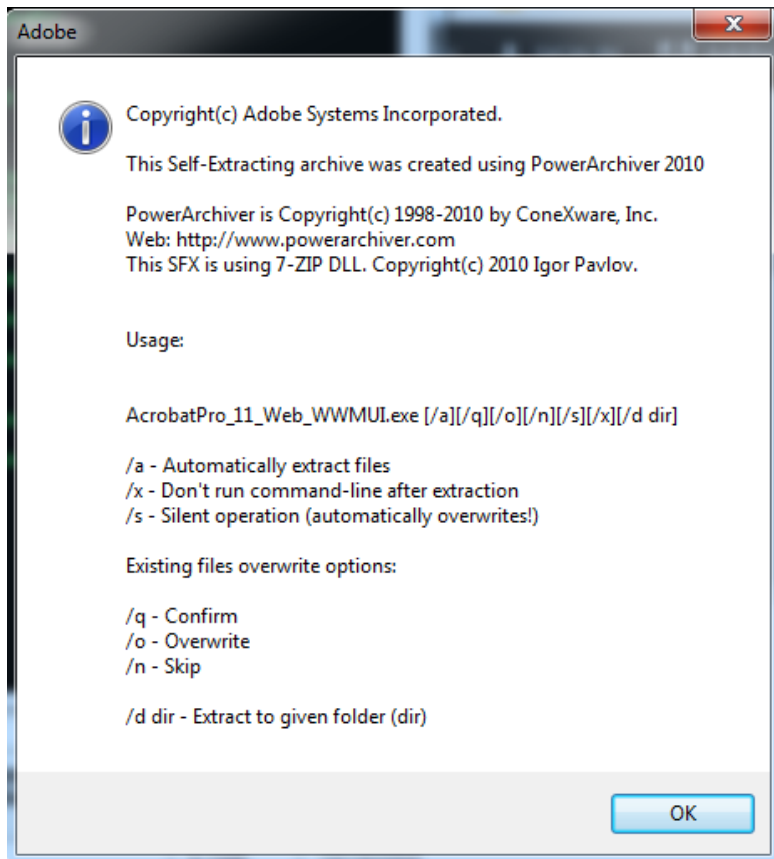 Adobe
Copyright(c) Adobe Systems Incorporated.
This Self-Extracting archive was created using PowerArchiver 2010
PowerArchiver is Copyright(c) 1998-2010 by ConeXware, Inc.
Web: http://www.powerarchiver.com
This SFX is using 7-ZIP DLL. Copyright(c) 2010 Igor Pavlov.
Usage:
AcrobatPro_11_Web_WWMUI.exe [/a][/q][/o][/n][/s][/x][/d dir]
/a - Automatically extract files
/x - Don't run command-line after extraction
/s - Silent operation (automatically overwrites!)
Existing files overwrite options:
/q - Confirm
/o - Overwrite
/n - Skip
/d dir - Extract to given folder (dir)
OK